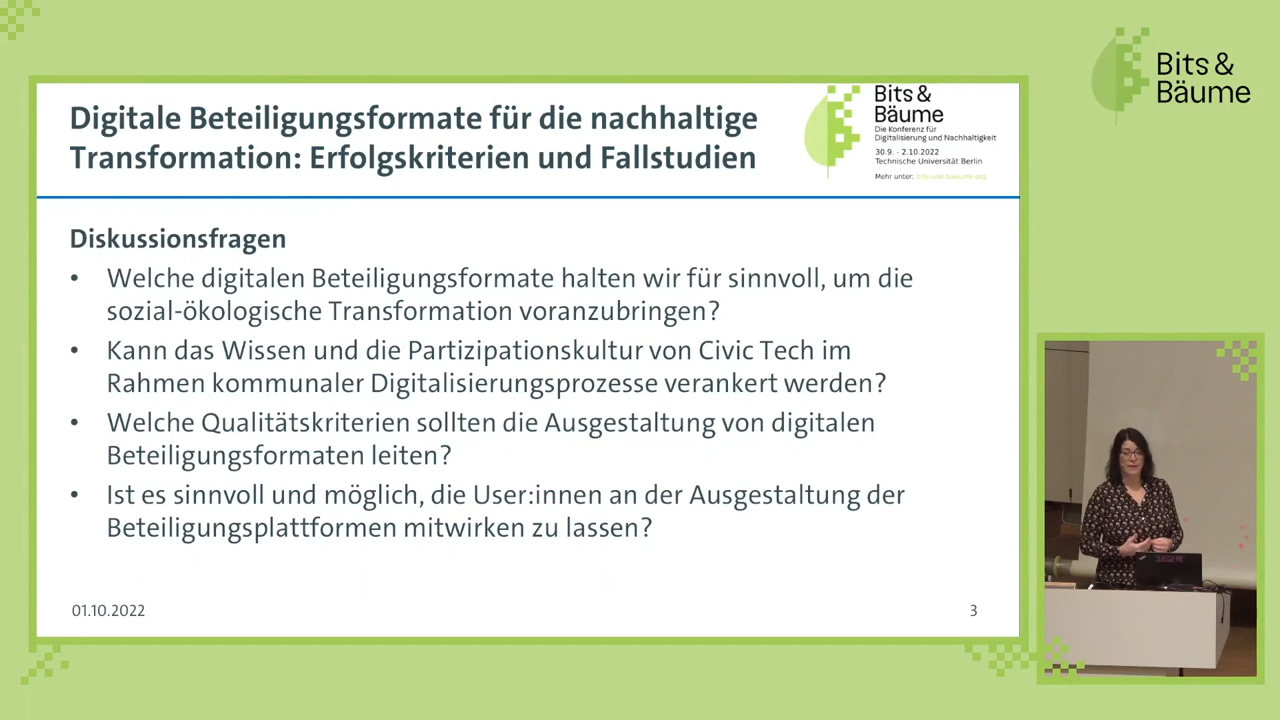 Digitale Beteiligungsformate für die nachhaltige
Transformation: Erfolgskriterien und Fallstudien
Bits &
Bäume
Die Konferenz für
Digitalisierung und Nachhaltigkeit
30.9. - 2.10.2022
Technische Universität Berlin
Mehr unter: bits-und-baeume.org
Bits &
Bäume
Diskussionsfragen
• Welche digitalen Beteiligungsformate halten wir für sinnvoll, um die
sozial-ökologische Transformation voranzubringen?
• Kann das Wissen und die Partizipationskultur von Civic Tech im
Rahmen kommunaler Digitalisierungsprozesse verankert werden?
• Welche Qualitätskriterien sollten die Ausgestaltung von digitalen
Beteiligungsformaten leiten?
• Ist es sinnvoll und möglich, die User:innen an der Ausgestaltung der
Beteiligungsplattformen mitwirken zu lassen?
01.10.2022
3